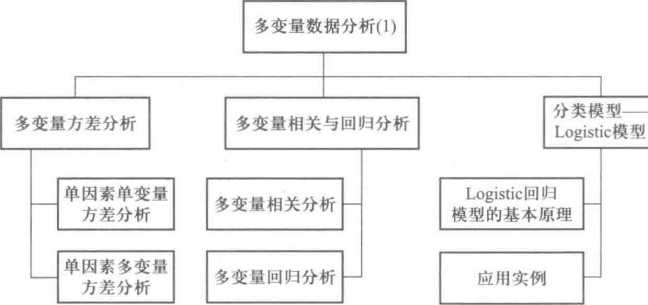 多变量数据分析(1)
多变量方差分析
多变量相关与回归分析
分类模型——
Logistic模型
单因素单变量
方差分析
多变量相关分析
Logistic回归
模型的基本原理
单因素多变量
方差分析
多变量回归分析
应用实例